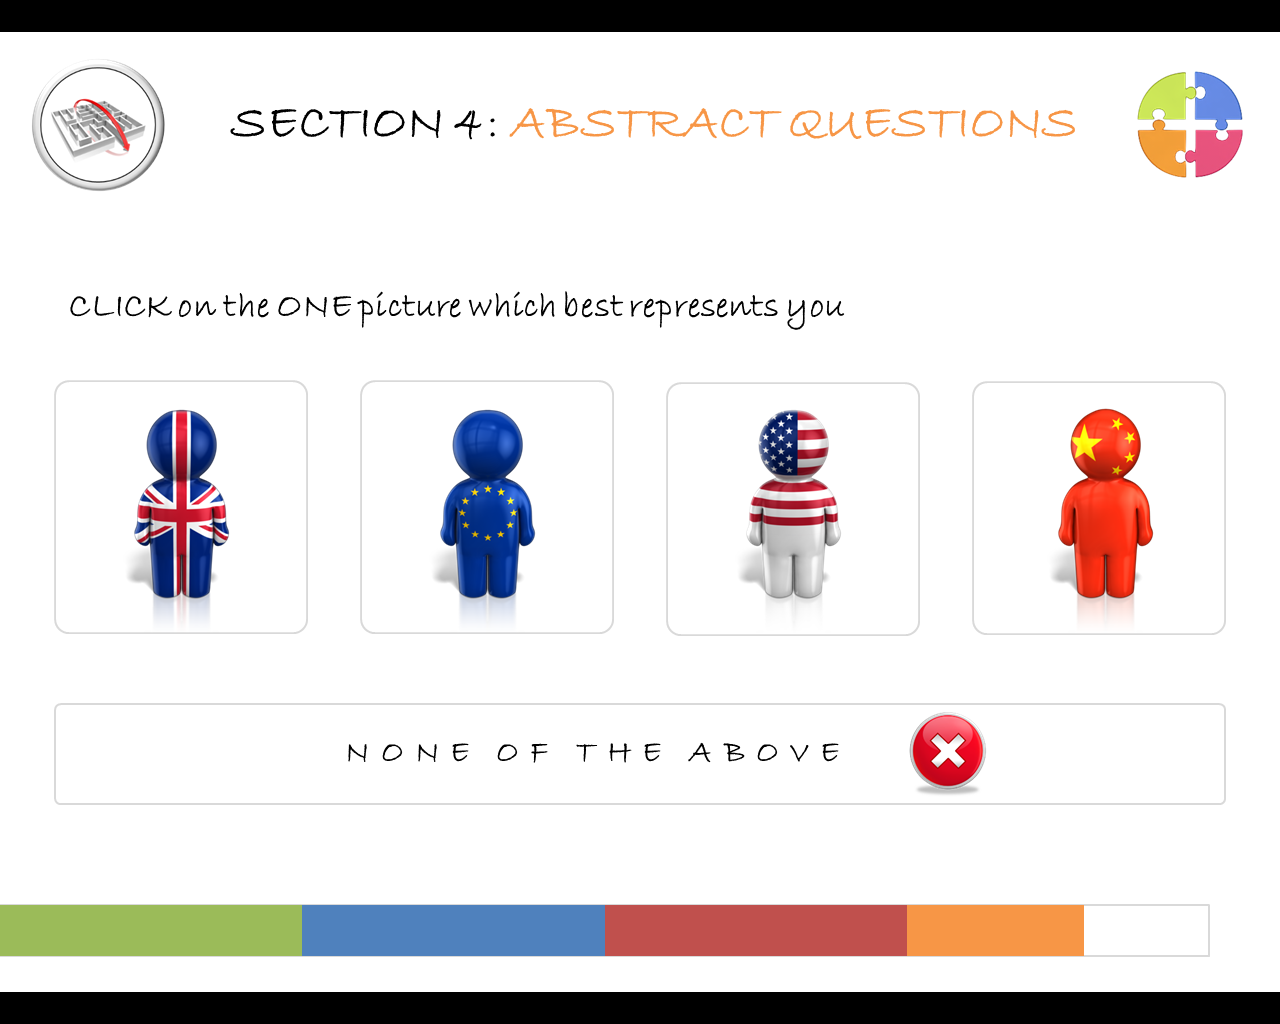 SECTION 4: ABSTRACT QUESTIONS
CLICK on the ONE picture which best represents you
NONE OF THE ABOVE